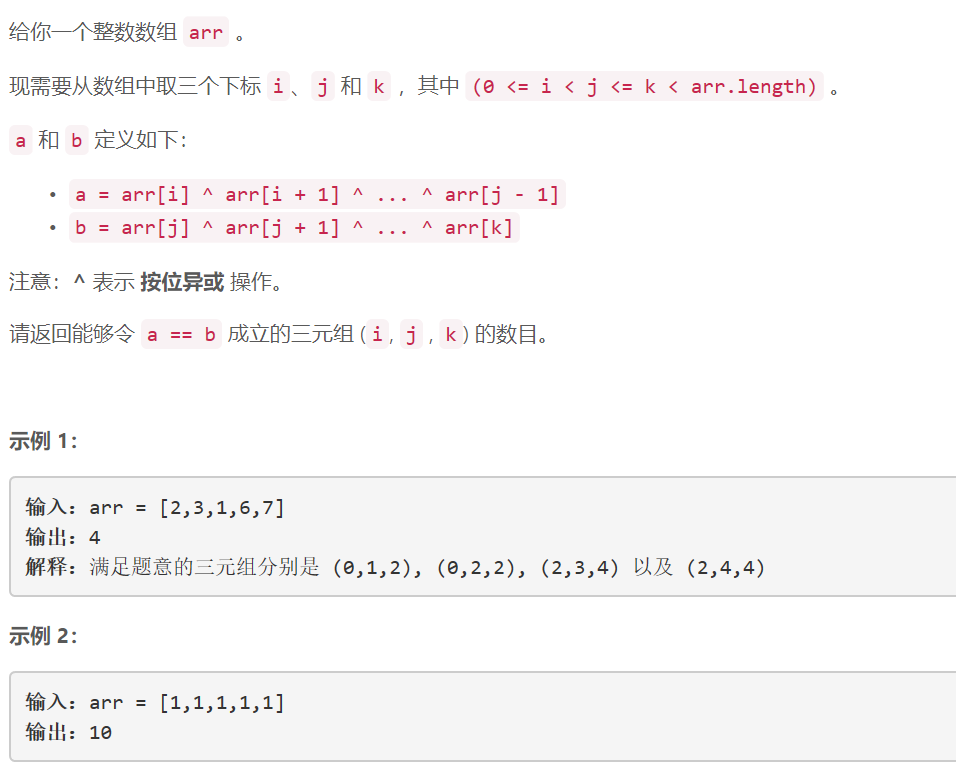 给你一个整数数组 arr 。
现需要从数组中取三个下标 i、j 和 k ，其中 (0 <= i < j <= k < arr.length) 。
a 和 b 定义如下：
• a = arr[i] ^ arr[i + 1] ^ ... ^ arr[j - 1]
• b = arr[j] ^ arr[j + 1] ^ ... ^ arr[k]
注意：^ 表示 按位异或 操作。
请返回能够令 a == b 成立的三元组 (i, j , k) 的数目。
示例 1：
输入：arr = [2,3,1,6,7]
输出：4
解释：满足题意的三元组分别是 (0,1,2), (0,2,2), (2,3,4) 以及 (2,4,4)
示例 2：
输入：arr = [1,1,1,1,1]
输出：10